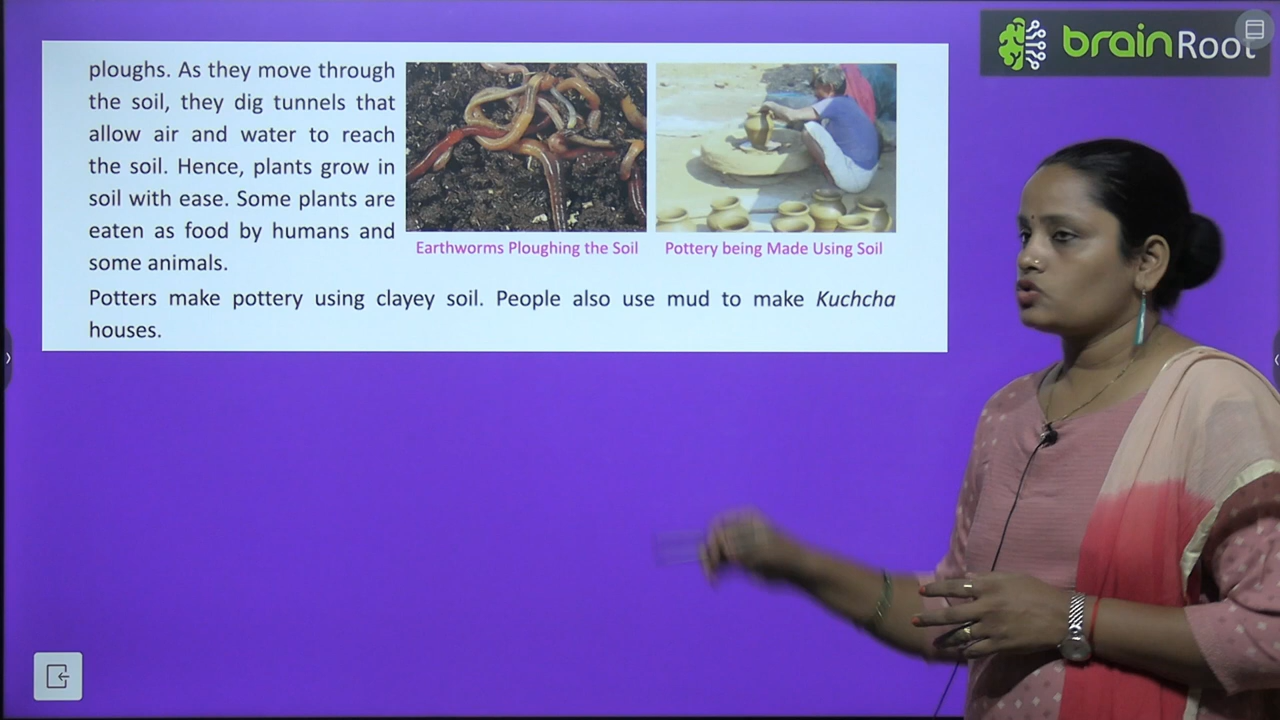 brainRoot
ploughs. As they move through
the soil, they dig tunnels that
allow air and water to reach
the soil. Hence, plants grow in
soil with ease. Some plants are
eaten as food by humans and
some animals.
Earthworms Ploughing the Soil
Pottery being Made Using Soil
Potters make pottery using clayey soil. People also use mud to make Kuchcha
houses.